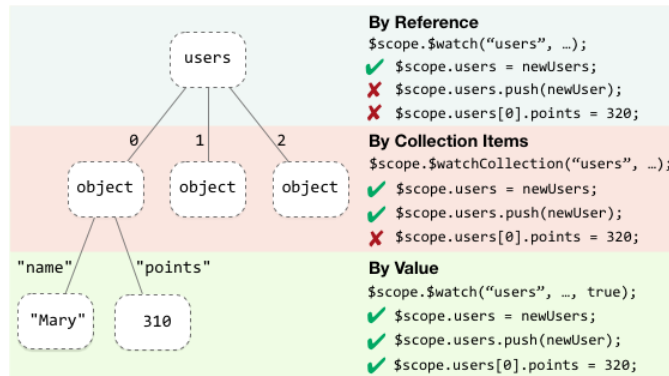 users
0 1 2
object object object
"name" "points"
"Mary" 310
By Reference
$scope.$watch(“users”, …);
✔ $scope.users = newUsers;
✘ $scope.users.push(newUser);
✘ $scope.users[0].points = 320;
By Collection Items
$scope.$watchCollection(“users”, …);
✔ $scope.users = newUsers;
✔ $scope.users.push(newUser);
✘ $scope.users[0].points = 320;
By Value
$scope.$watch(“users”, …, true);
✔ $scope.users = newUsers;
✔ $scope.users.push(newUser);
✔ $scope.users[0].points = 320;